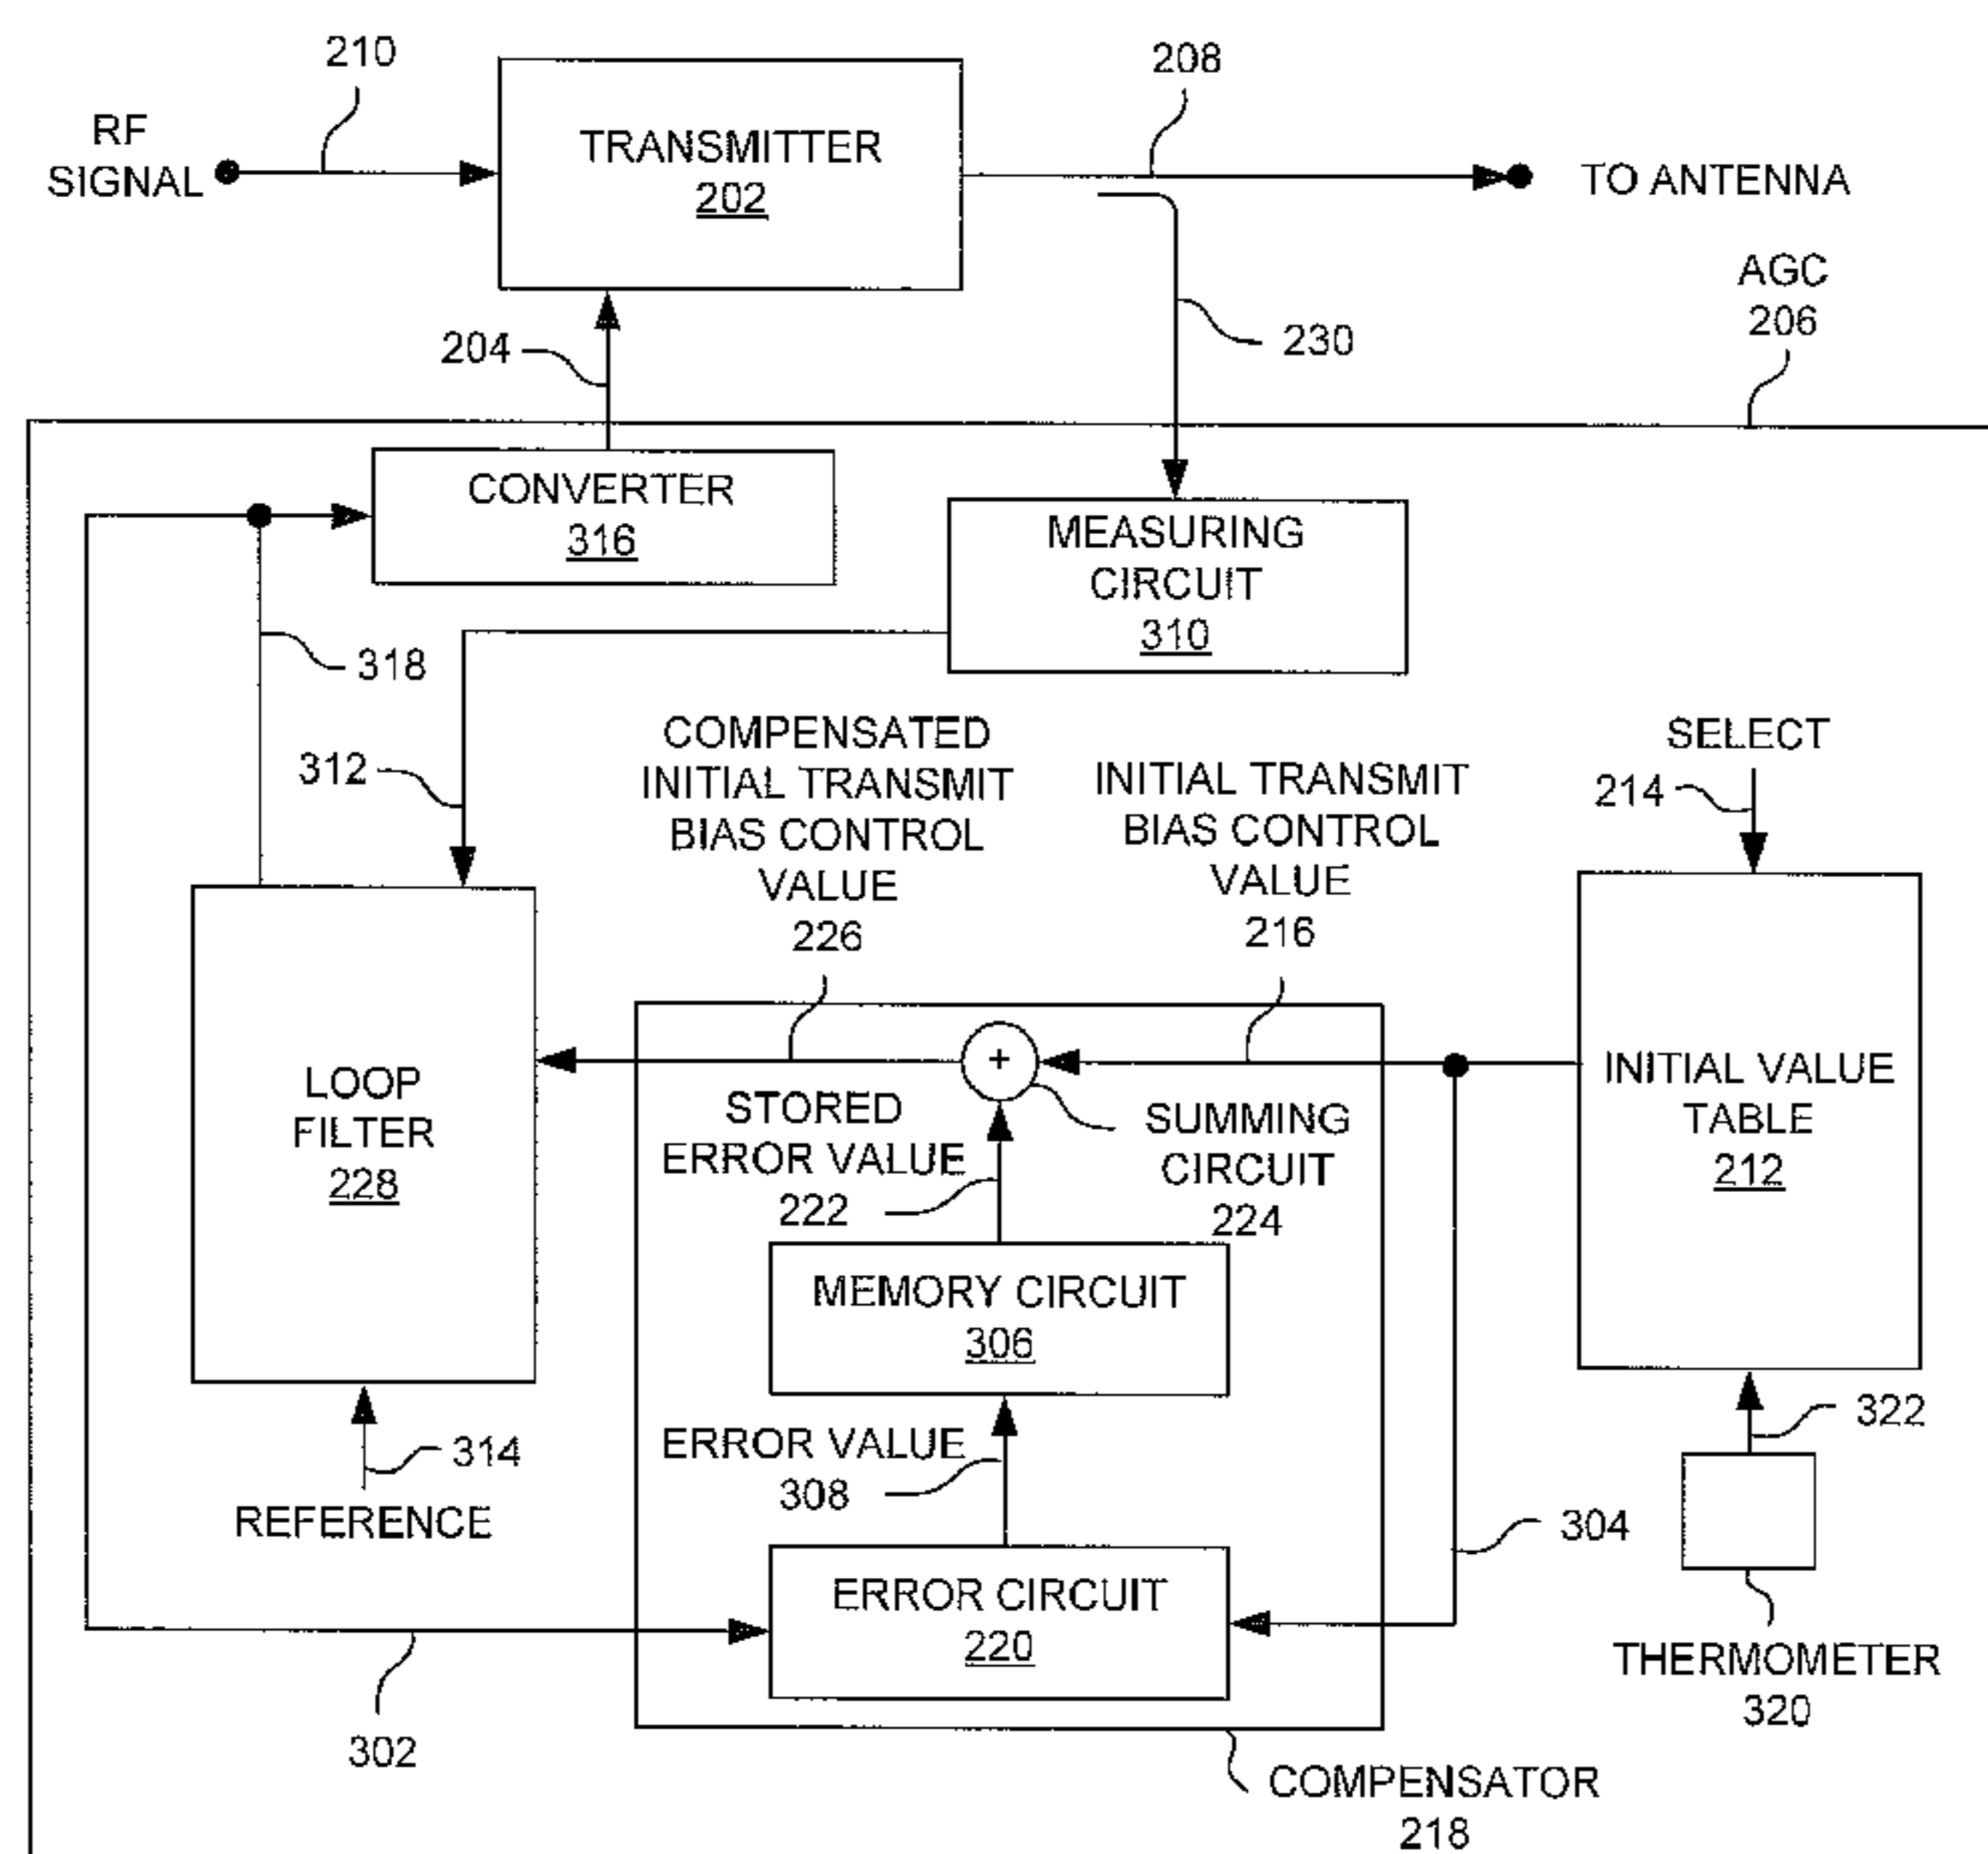 210
208
RF
SIGNAL
TRANSMITTER
202
TO ANTENNA
AGC
206
204
230
CONVERTER
316
MEASURING
CIRCUIT
310
318
312
COMPENSATED
INITIAL TRANSMIT
BIAS CONTROL
VALUE
226
INITIAL TRANSMIT
BIAS CONTROL
VALUE
216
SELECT
214
LOOP
FILTER
228
+
STORED
ERROR VALUE
222
SUMMING
CIRCUIT
224
INITIAL VALUE
TABLE
212
MEMORY CIRCUIT
306
322
314
REFERENCE
ERROR VALUE
308
304
ERROR CIRCUIT
220
THERMOMETER
320
302
COMPENSATOR
218